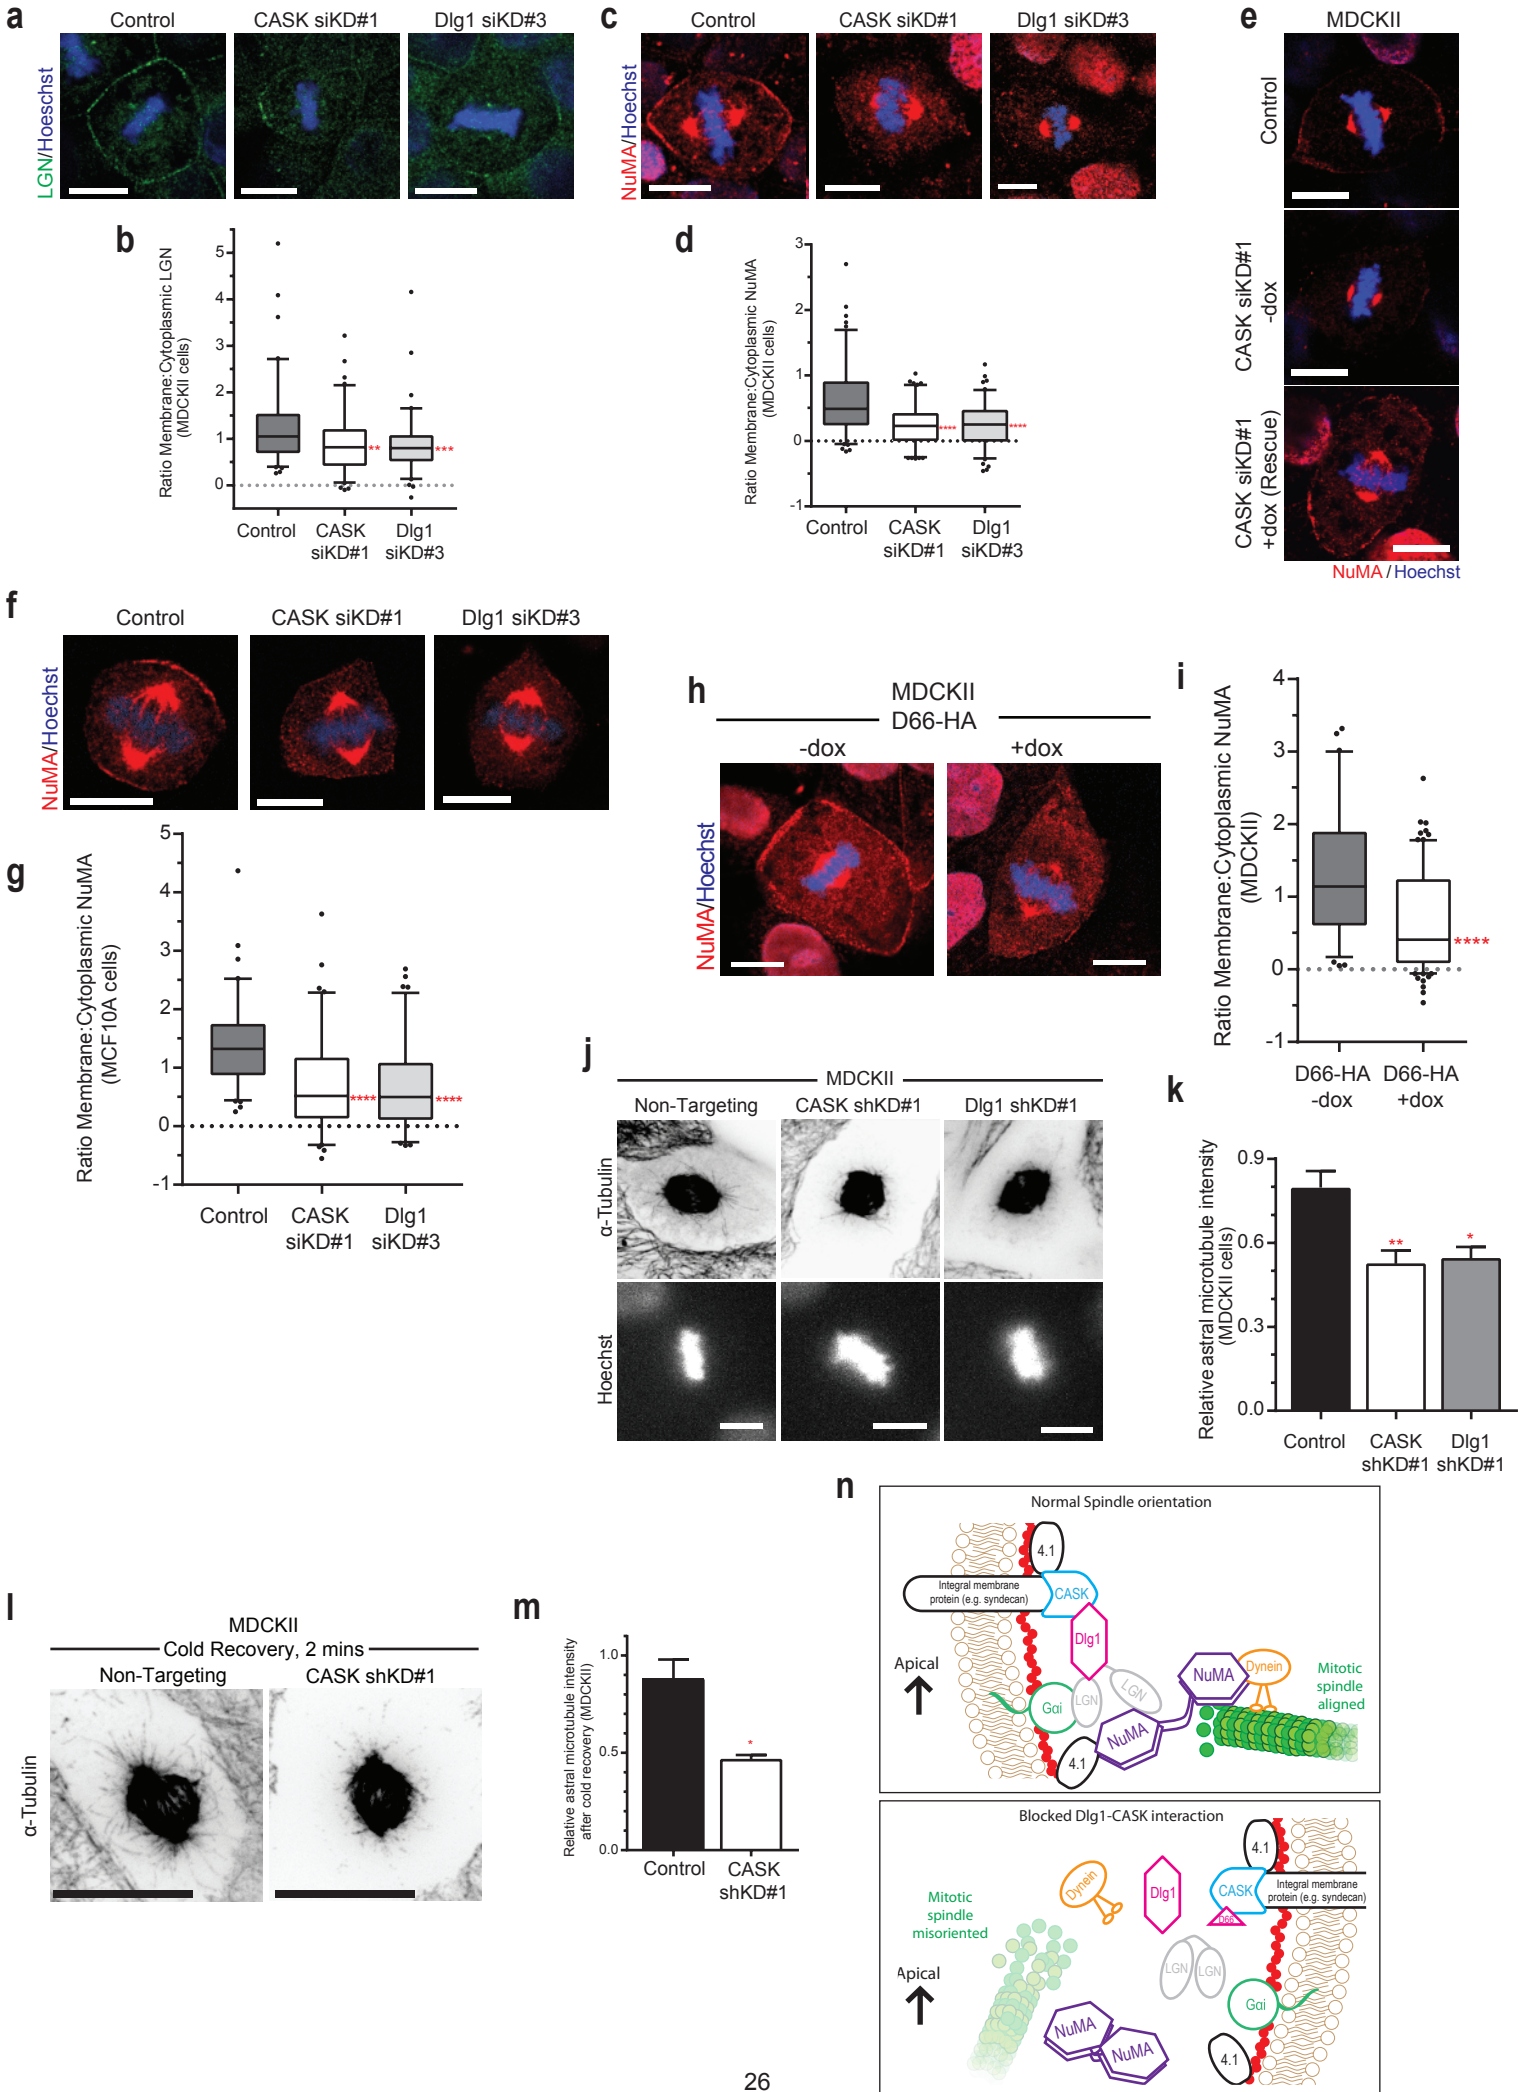 a
Control
CASK siKD#1
Dlg1 siKD#3
LGN/Hoeschst
b
Ratio Membrane:Cytoplasmic LGN
(MDCKII cells)
5
4
3
2
1
0
**
***
Control
CASK
siKD#1
Dlg1
siKD#3
c
Control
CASK siKD#1
Dlg1 siKD#3
NuMA/Hoechst
d
Ratio Membrane:Cytoplasmic NuMA
(MDCKII cells)
3
2
1
0
-1
****
****
Control
CASK
siKD#1
Dlg1
siKD#3
e
MDCKII
Control
CASK siKD#1
-dox
CASK siKD#1
+dox (Rescue)
NuMA / Hoechst
f
Control
CASK siKD#1
Dlg1 siKD#3
NuMA/Hoechst
g
Ratio Membrane:Cytoplasmic NuMA
(MCF10A cells)
5
4
3
2
1
0
-1
****
****
Control
CASK
siKD#1
Dlg1
siKD#3
h
MDCKII
D66-HA
-dox
+dox
NuMA/Hoechst
i
Ratio Membrane:Cytoplasmic NuMA
(MDCKII)
4
3
2
1
0
-1
****
D66-HA
-dox
D66-HA
+dox
j
MDCKII
Non-Targeting
CASK shKD#1
Dlg1 shKD#1
α-Tubulin
Hoechst
k
Relative astral microtubule intensity
(MDCKII cells)
0.9
0.6
0.3
0.0
**
*
Control
CASK
shKD#1
Dlg1
shKD#1
l
MDCKII
Cold Recovery, 2 mins
Non-Targeting
CASK shKD#1
α-Tubulin
m
Relative astral microtubule intensity
after cold recovery (MDCKII)
1.0
0.5
0.0
*
Control
CASK
shKD#1
n
Normal Spindle orientation
4.1
Integral membrane
protein (e.g. syndecan)
CASK
Dlg1
Apical
Gαi
LGN
LGN
NuMA
NuMA
Dynein
Mitotic
spindle
aligned
4.1
Blocked Dlg1-CASK interaction
4.1
Dynein
Dlg1
CASK
Integral membrane
protein (e.g. syndecan)
D66
Mitotic
spindle
misoriented
Apical
LGN
LGN
Gαi
NuMA
NuMA
4.1
26